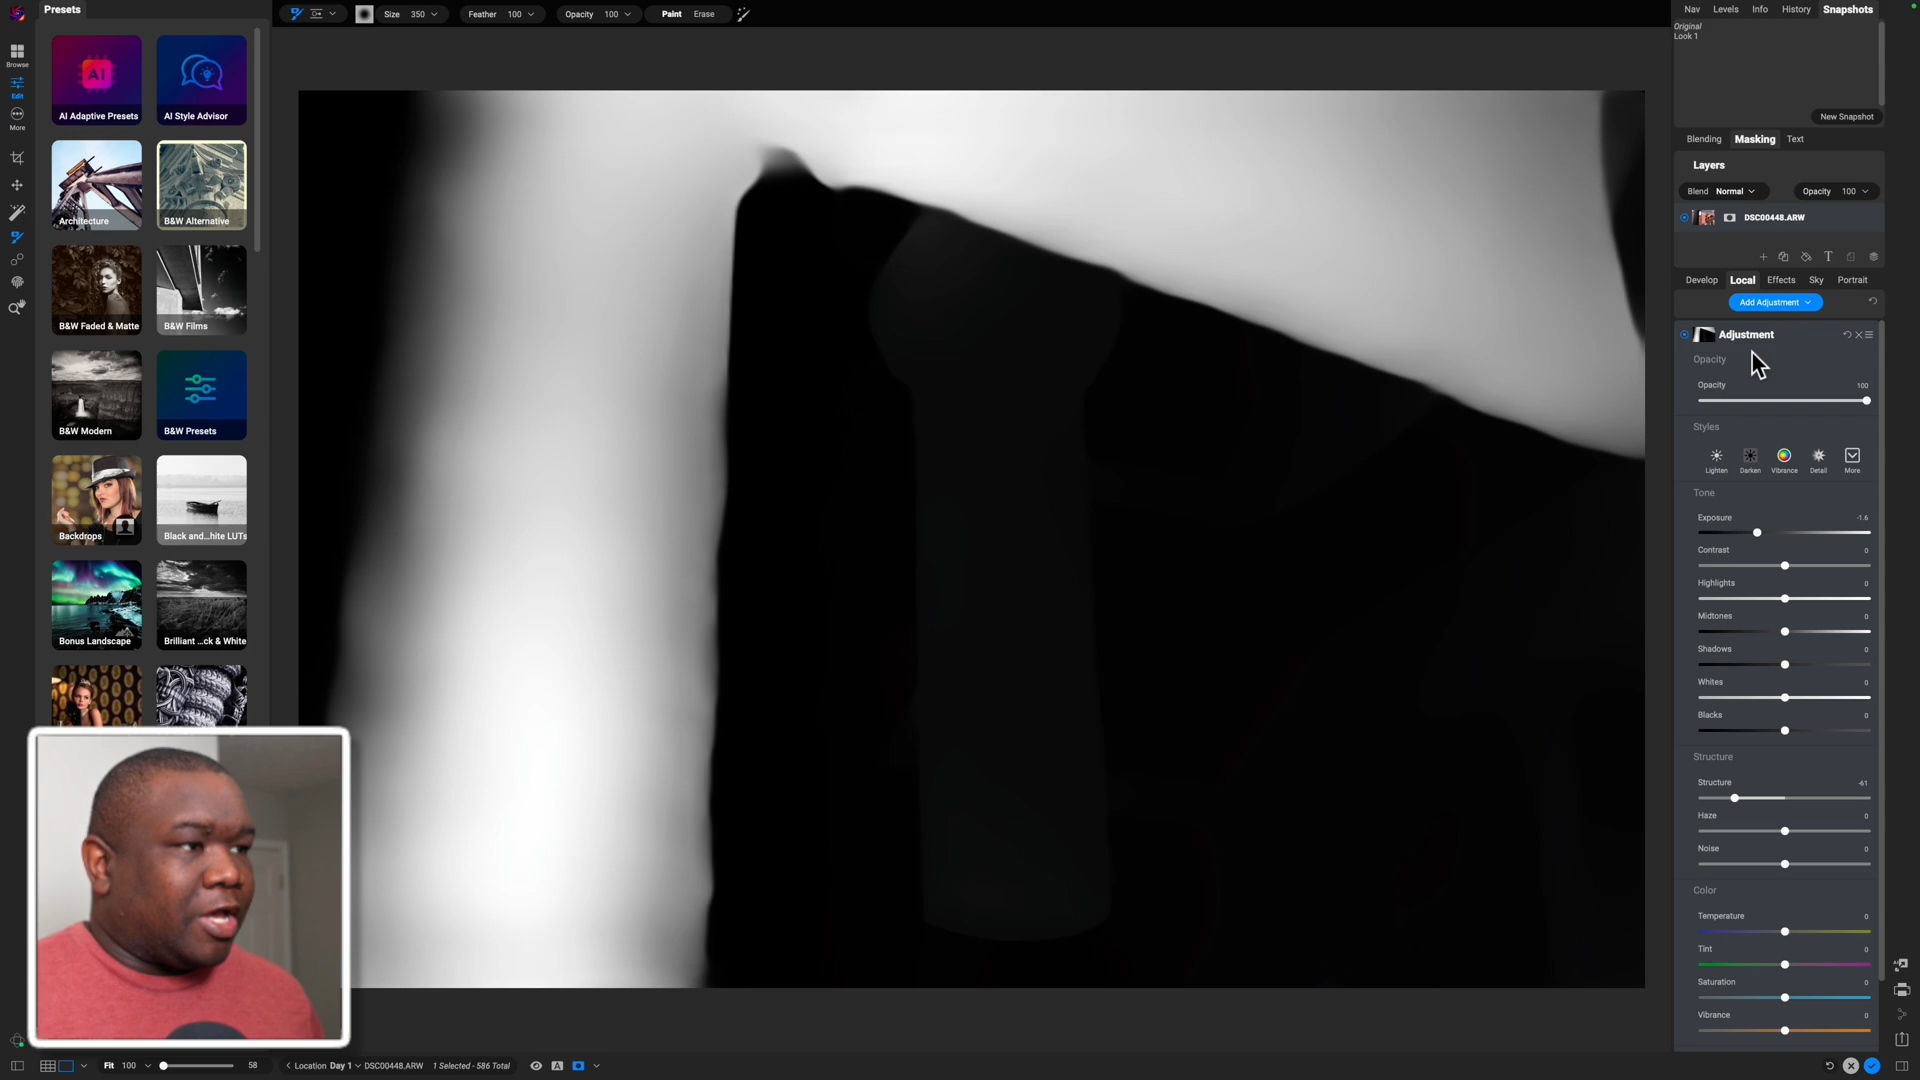 Presets
Size 350
Feather 100
Opacity 100
Paint Erase
Nav Levels Info History Snapshots
Original
Look 1
New Snapshot
Blending Masking Text
Layers
Blend Normal
Opacity 100
DSC00448.ARW
T
Develop Local Effects Sky Portrait
Add Adjustment
Adjustment
Opacity
Opacity 100
Styles
Lighten Darken Vibrance Detail More
Tone
Exposure -1.6
Contrast 0
Highlights 0
Midtones 0
Shadows 0
Whites 0
Blacks 0
Structure
Structure -61
Haze 0
Noise 0
Color
Temperature 0
Tint 0
Saturation 0
Vibrance 0
Browse
Edit
More
AI
AI Adaptive Presets
AI Style Advisor
Architecture
B&W Alternative
B&W Faded & Matte
B&W Films
B&W Modern
B&W Presets
Backdrops
Black and...hite LUTs
Bonus Landscape
Brilliant ...ck & White
Fit 100
58
Location Day 1 DSC00448.ARW 1 Selected - 586 Total
A